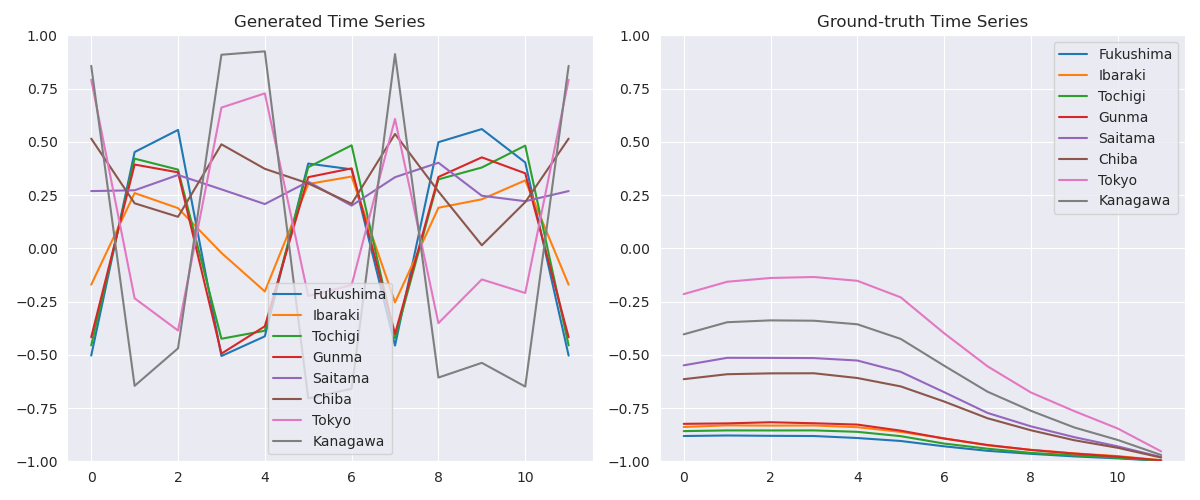 Generated Time Series
1.00
0.75
0.50
0.25
0.00
−0.25
−0.50
−0.75
−1.00
0
2
4
6
8
10
Fukushima
Ibaraki
Tochigi
Gunma
Saitama
Chiba
Tokyo
Kanagawa
Ground-truth Time Series
1.00
0.75
0.50
0.25
0.00
−0.25
−0.50
−0.75
−1.00
0
2
4
6
8
10
Fukushima
Ibaraki
Tochigi
Gunma
Saitama
Chiba
Tokyo
Kanagawa